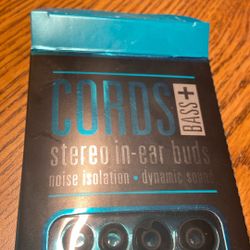 CORDS BASS+
stereo in-ear buds
noise isolation • dynamic sound